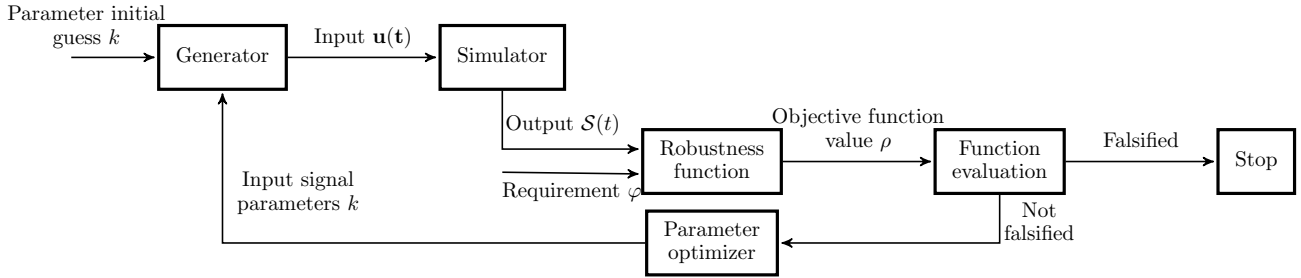 Parameter initial
guess k
Generator
Input u(t)
Simulator
Output 𝒮(t)
Requirement φ
Robustness
function
Objective function
value ρ
Function
evaluation
Falsified
Stop
Not
falsified
Parameter
optimizer
Input signal
parameters k